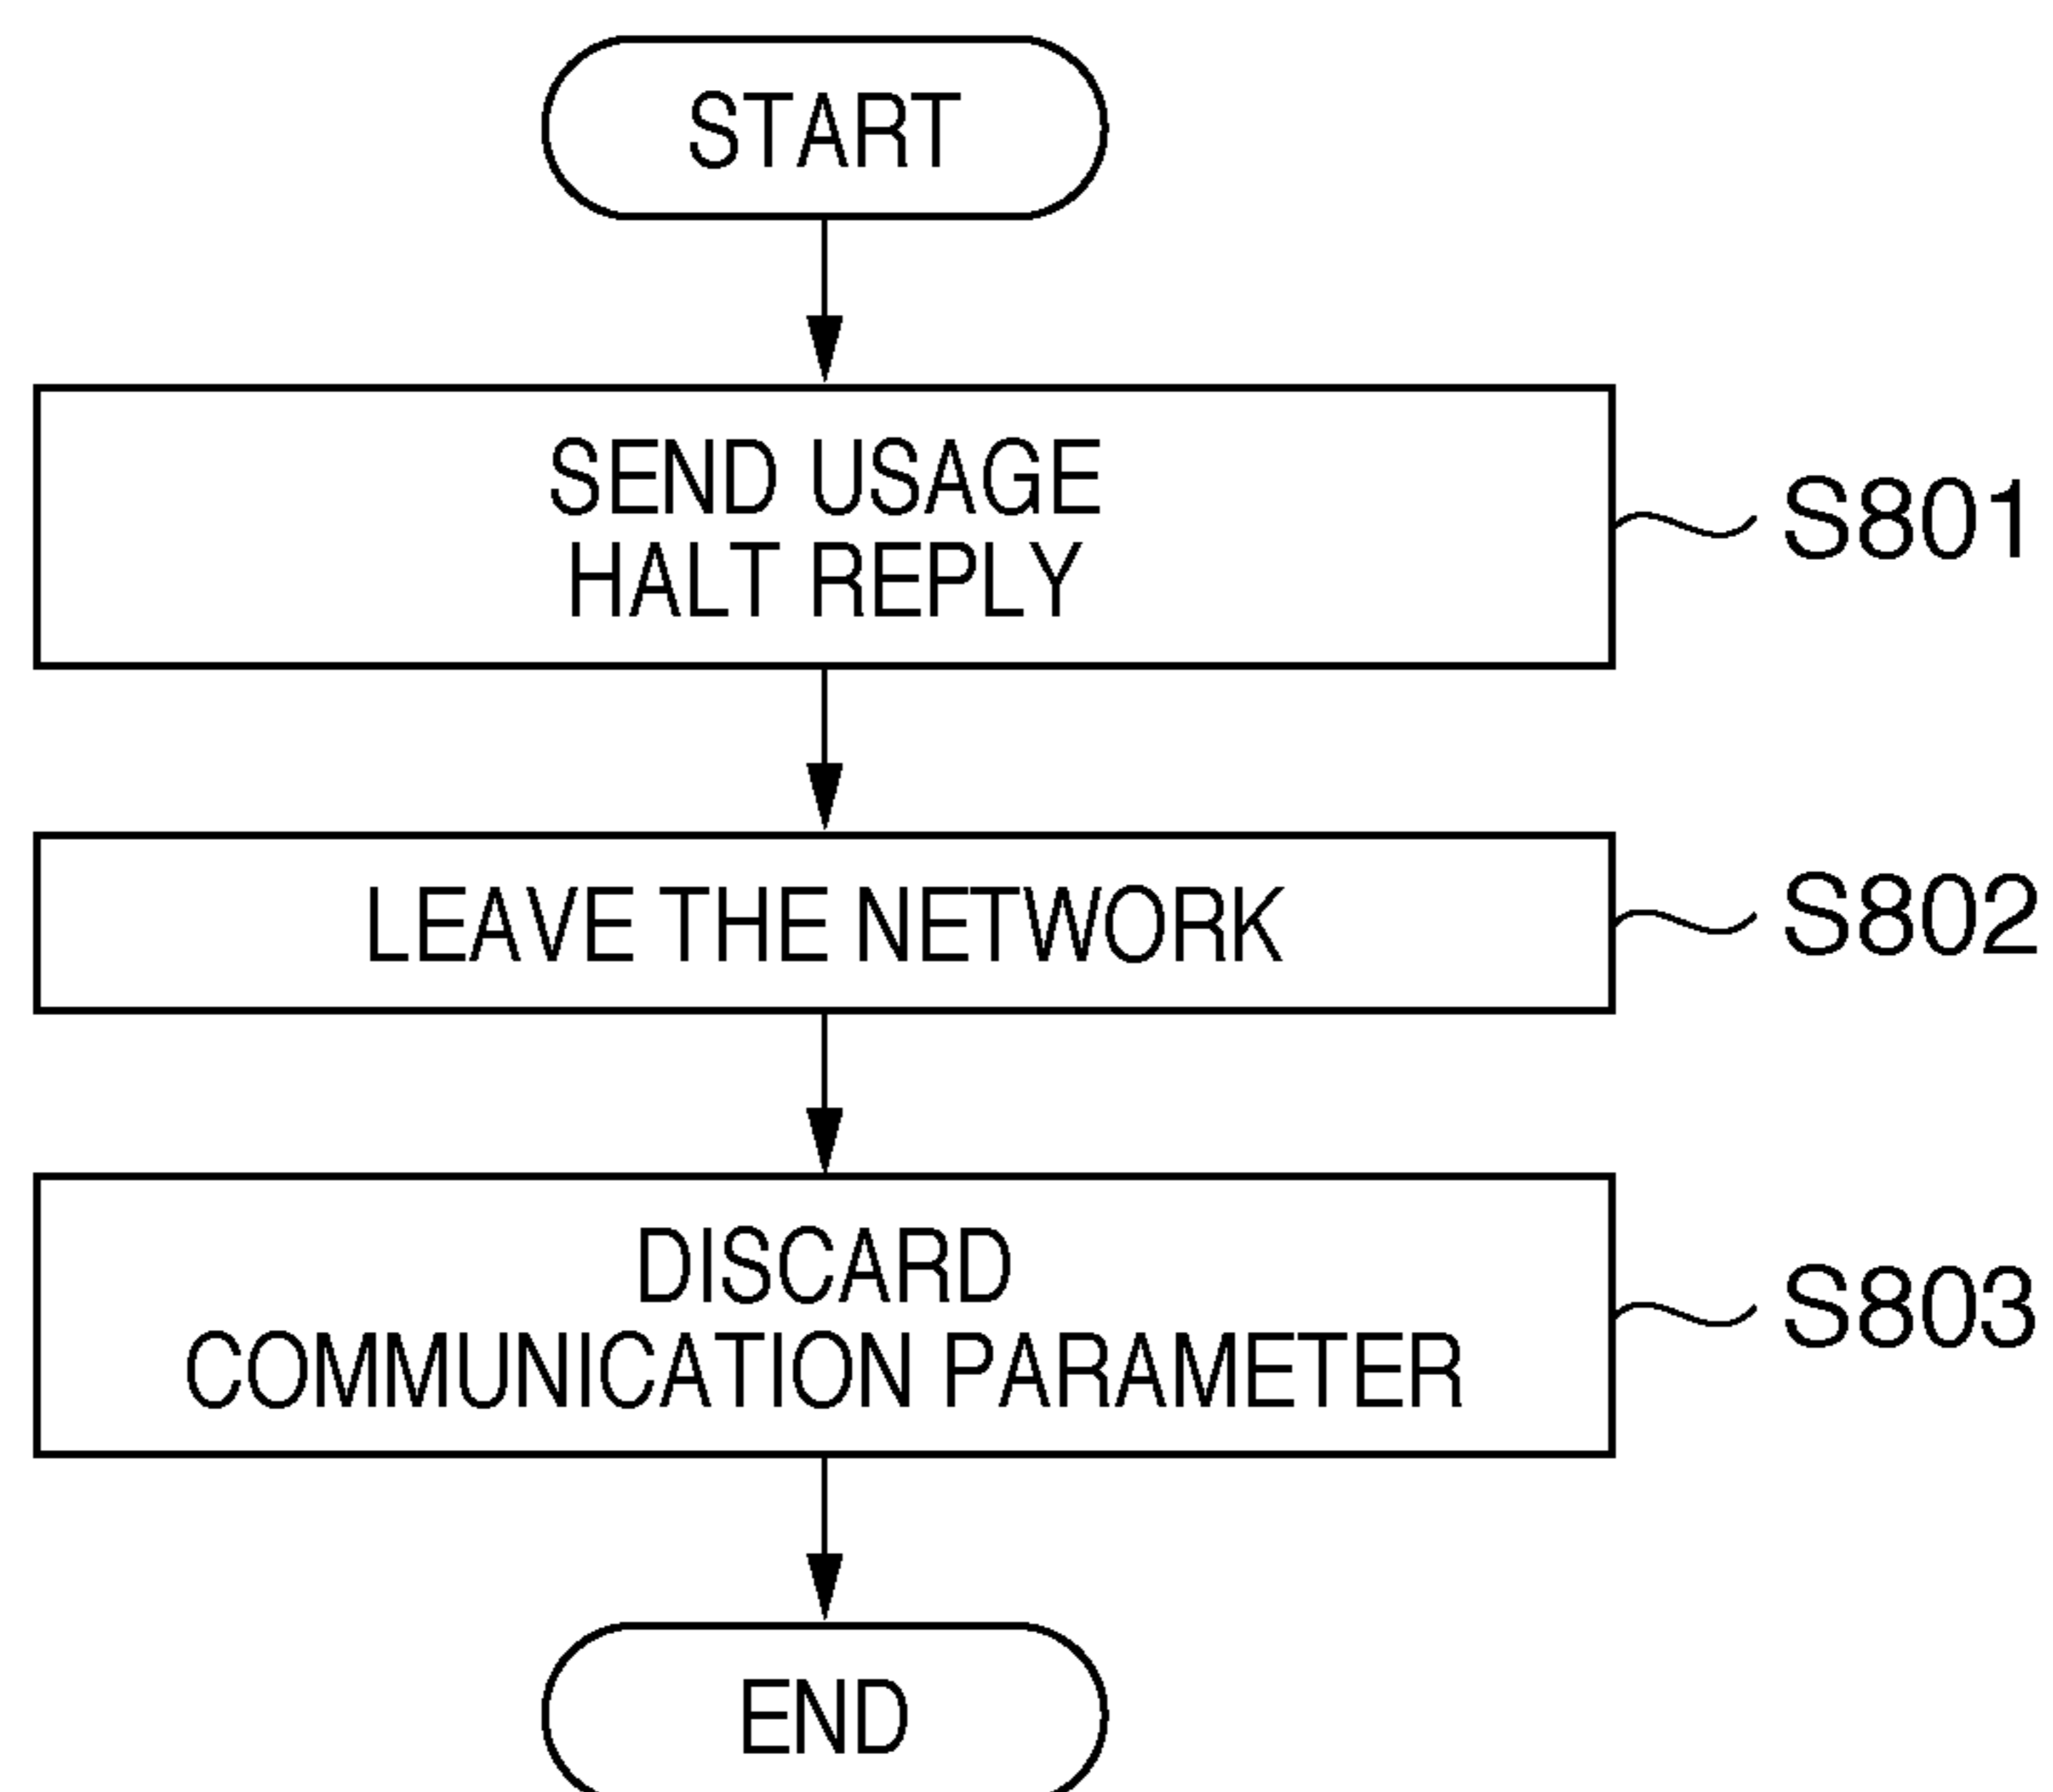 START
SEND USAGE
HALT REPLY
S801
LEAVE THE NETWORK
S802
DISCARD
COMMUNICATION PARAMETER
S803
END